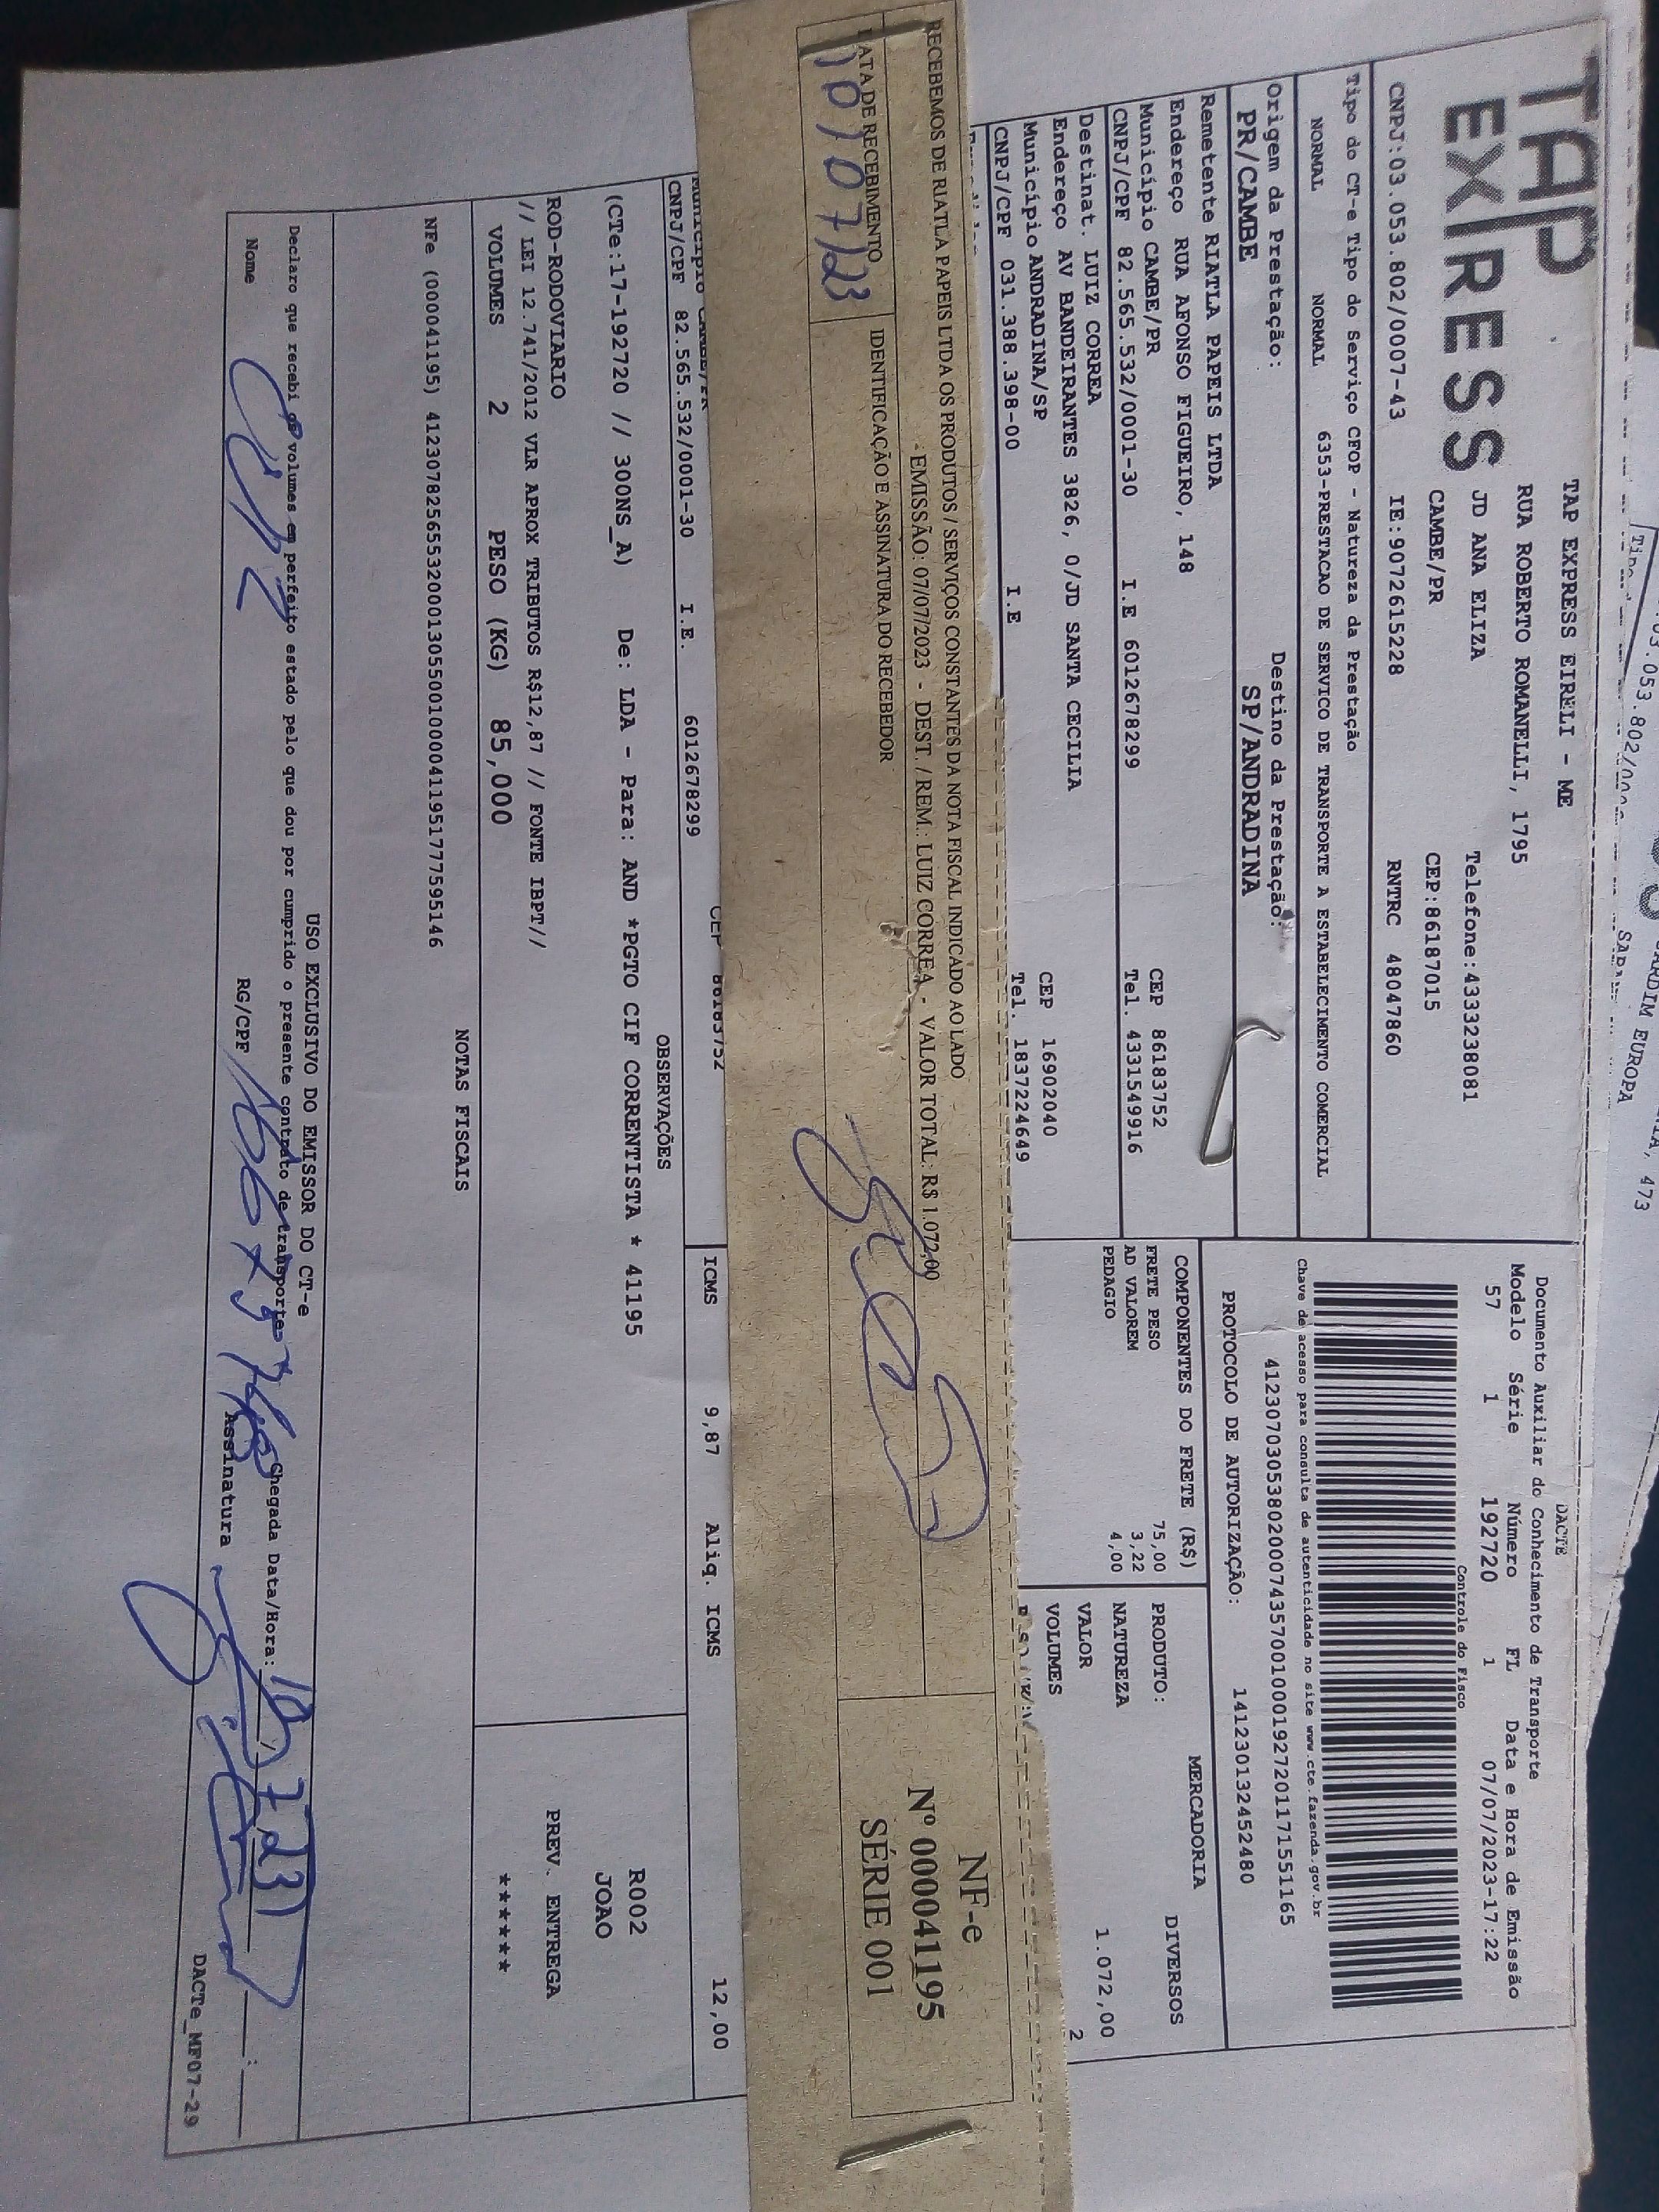 TAP
EXPRESS
TAP EXPRESS EIRELI - ME
RUA ROBERTO ROMANELLI, 1795
JD ANA ELIZA Telefone:4333238081
CAMBE/PR CEP:86187015
CNPJ:03.053.802/0007-43 IE:9072615228 RNTRC 48047860
DACTE
Documento Auxiliar do Conhecimento de Transporte
Modelo Série Número FL Data e Hora de Emissão
57 1 192720 1 07/07/2023-17:22
Controle do Fisco
Chave de acesso para consulta de autenticidade no site www.cte.fazenda.gov.br
41230703053802000743570010001927201171551165
PROTOCOLO DE AUTORIZAÇÃO: 141230132452480
Tipo do CT-e Tipo do Serviço CFOP - Natureza da Prestação
NORMAL NORMAL 6353-PRESTACAO DE SERVICO DE TRANSPORTE A ESTABELECIMENTO COMERCIAL
Origem da Prestação: Destino da Prestação:
PR/CAMBE SP/ANDRADINA
Remetente RIATLA PAPEIS LTDA
Endereço RUA AFONSO FIGUEIRO, 148
Município CAMBE/PR CEP 86183752
CNPJ/CPF 82.565.532/0001-30 I.E 6012678299 Tel. 4331549916
Destinat. LUIZ CORREA
Endereço AV BANDEIRANTES 3826, 0/JD SANTA CECILIA
Município ANDRADINA/SP CEP 16902040
CNPJ/CPF 031.388.398-00 I.E Tel. 1837224649
COMPONENTES DO FRETE (R$)
FRETE PESO 75,00
AD VALOREM 3,22
PEDAGIO 4,00
MERCADORIA
PRODUTO: DIVERSOS
NATUREZA
VALOR 1.072,00
VOLUMES 2
RECEBEMOS DE RIATLA PAPEIS LTDA OS PRODUTOS / SERVIÇOS CONSTANTES DA NOTA FISCAL INDICADO AO LADO
- EMISSÃO: 07/07/2023 - DEST. / REM.: LUIZ CORREA - VALOR TOTAL: R$ 1.072,00
DATA DE RECEBIMENTO IDENTIFICAÇÃO E ASSINATURA DO RECEBEDOR
10/07/23
NF-e
Nº 000041195
SÉRIE 001
CNPJ/CPF 82.565.532/0001-30 I.E. 6012678299
ICMS 9,87 Aliq. ICMS 12,00
OBSERVAÇÕES
(CTe:17-192720 // 300NS_A) De: LDA - Para: AND *PGTO CIF CORRENTISTA * 41195
R002
JOAO
ROD-RODOVIARIO
// LEI 12.741/2012 VLR APROX TRIBUTOS R$12,87 // FONTE IBPT//
VOLUMES 2 PESO (KG) 85,000
PREV. ENTREGA
******
NOTAS FISCAIS
NFe (000041195) 41230782565532000130550010000411951777595146
USO EXCLUSIVO DO EMISSOR DO CT-e
Declaro que recebi os volumes em perfeito estado pelo que dou por cumprido o presente contrato de transporte
Chegada Data/Hora: 10/7/23
Nome RG/CPF Assinatura
DACTe_MF07-29